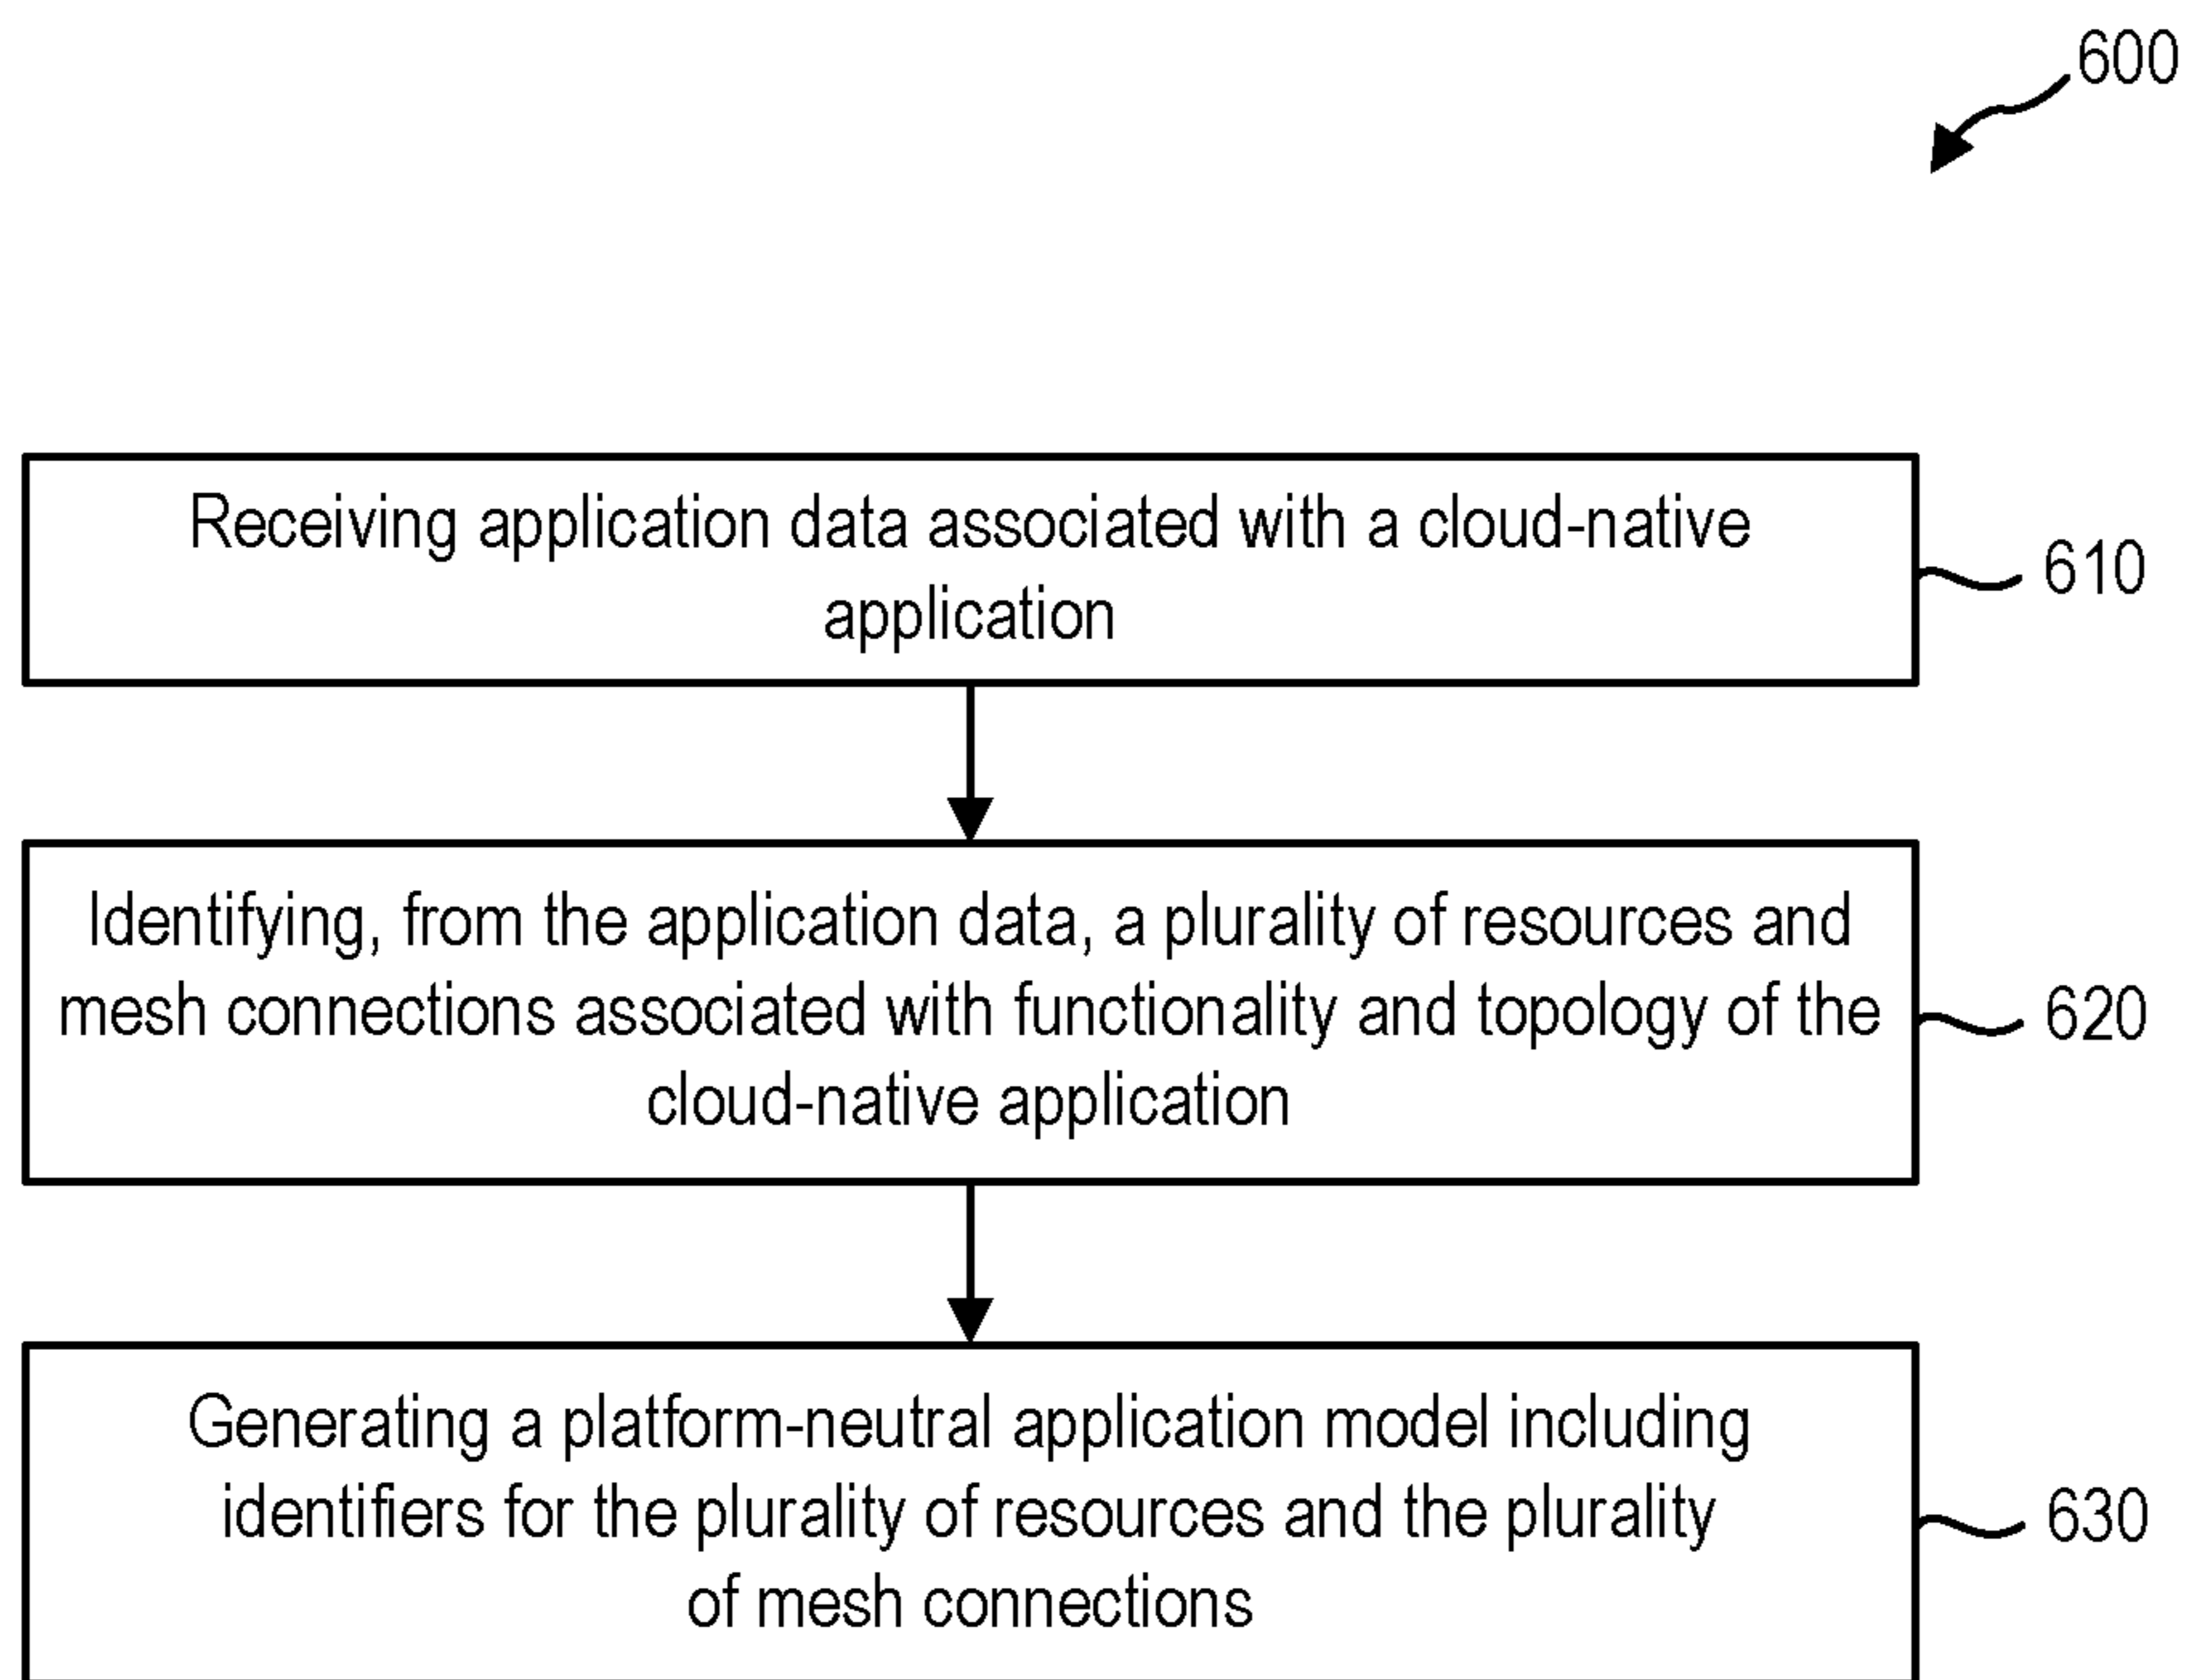 600
Receiving application data associated with a cloud-native
application
610
Identifying, from the application data, a plurality of resources and
mesh connections associated with functionality and topology of the
cloud-native application
620
Generating a platform-neutral application model including
identifiers for the plurality of resources and the plurality
of mesh connections
630